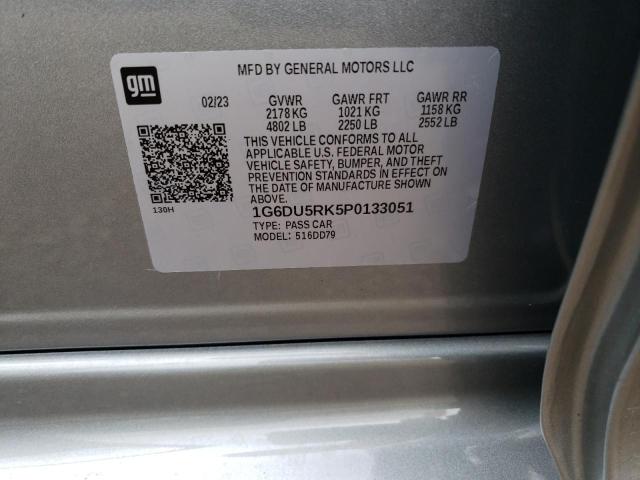 gm
MFD BY GENERAL MOTORS LLC
02/23 GVWR GAWR FRT GAWR RR
2178 KG 1021 KG 1158 KG
4802 LB 2250 LB 2552 LB
THIS VEHICLE CONFORMS TO ALL
APPLICABLE U.S. FEDERAL MOTOR
VEHICLE SAFETY, BUMPER, AND THEFT
PREVENTION STANDARDS IN EFFECT ON
THE DATE OF MANUFACTURE SHOWN
ABOVE.
130H
1G6DU5RK5P0133051
TYPE: PASS CAR
MODEL: 516DD79